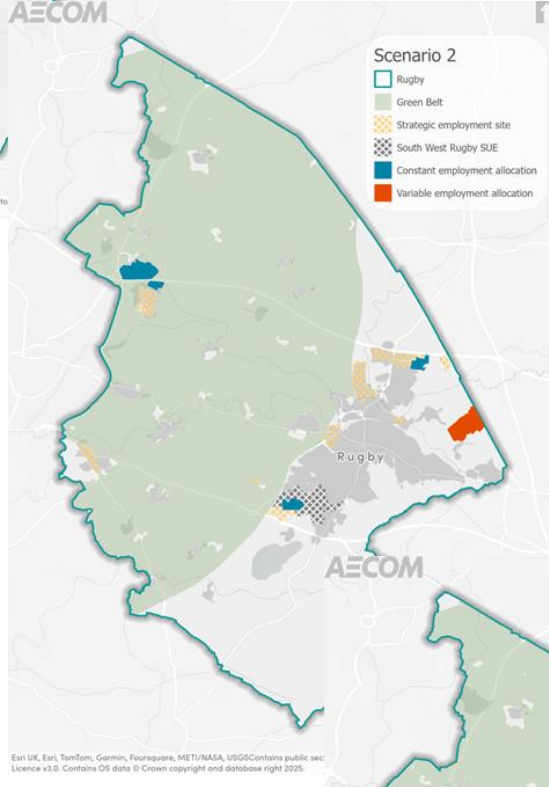 AECOM
Scenario 2
Rugby
Green Belt
Strategic employment site
South West Rugby SUE
Constant employment allocation
Variable employment allocation
Rugby
AECOM
Esri UK, Esri, TomTom, Garmin, Foursquare, METI/NASA, USGSContains public sec
Licence v3.0. Contains OS data © Crown copyright and database right 2025.